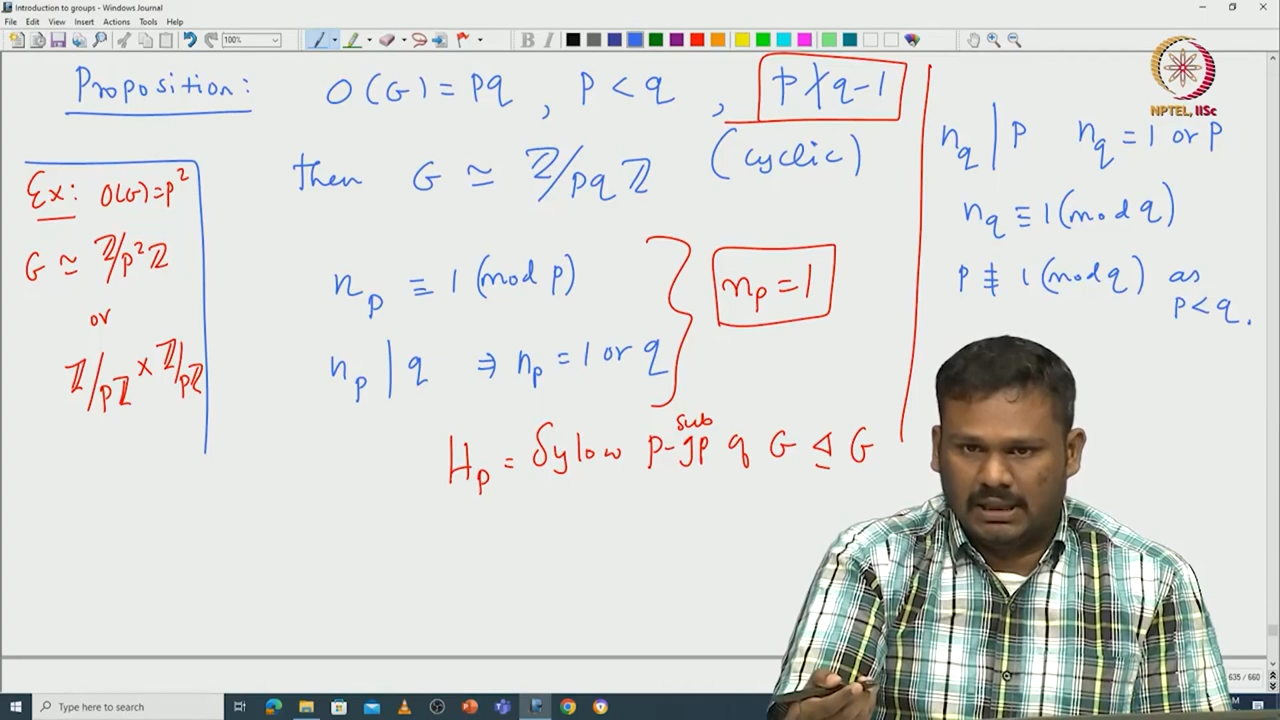 Introduction to groups - Windows Journal
File Edit View Insert Actions Tools Help
100%
B I
NPTEL, IISc
Proposition: O(G) = pq , p < q , p ∤ q-1
then G ≃ ℤ/pqℤ (cyclic)
Ex: O(G)=p²
G ≃ ℤ/p²ℤ
or
ℤ/pℤ × ℤ/pℤ
n_p ≡ 1 (mod p)
n_p | q ⇒ n_p = 1 or q
n_p = 1
H_p = Sylow p-subgp of G ⊴ G
n_q | p n_q = 1 or p
n_q ≡ 1 (mod q)
p ≢ 1 (mod q) as
p < q.
635 / 660
Type here to search